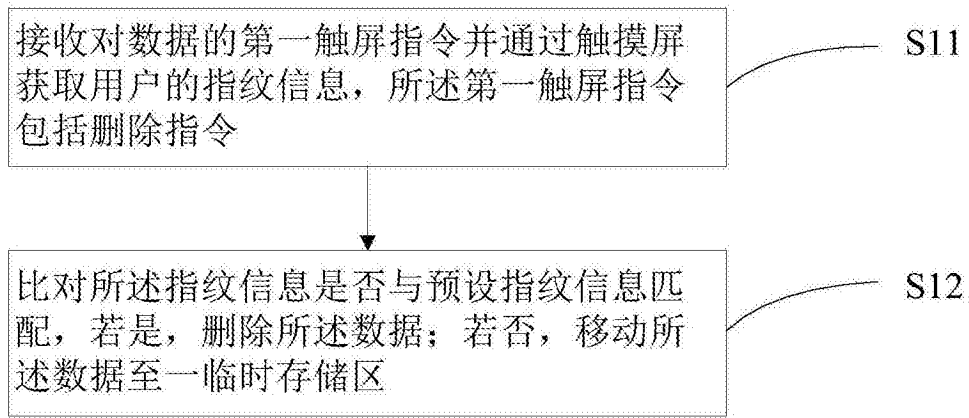 接收对数据的第一触屏指令并通过触摸屏
获取用户的指纹信息，所述第一触屏指令
包括删除指令
S11
比对所述指纹信息是否与预设指纹信息匹
配，若是，删除所述数据；若否，移动所
述数据至一临时存储区
S12